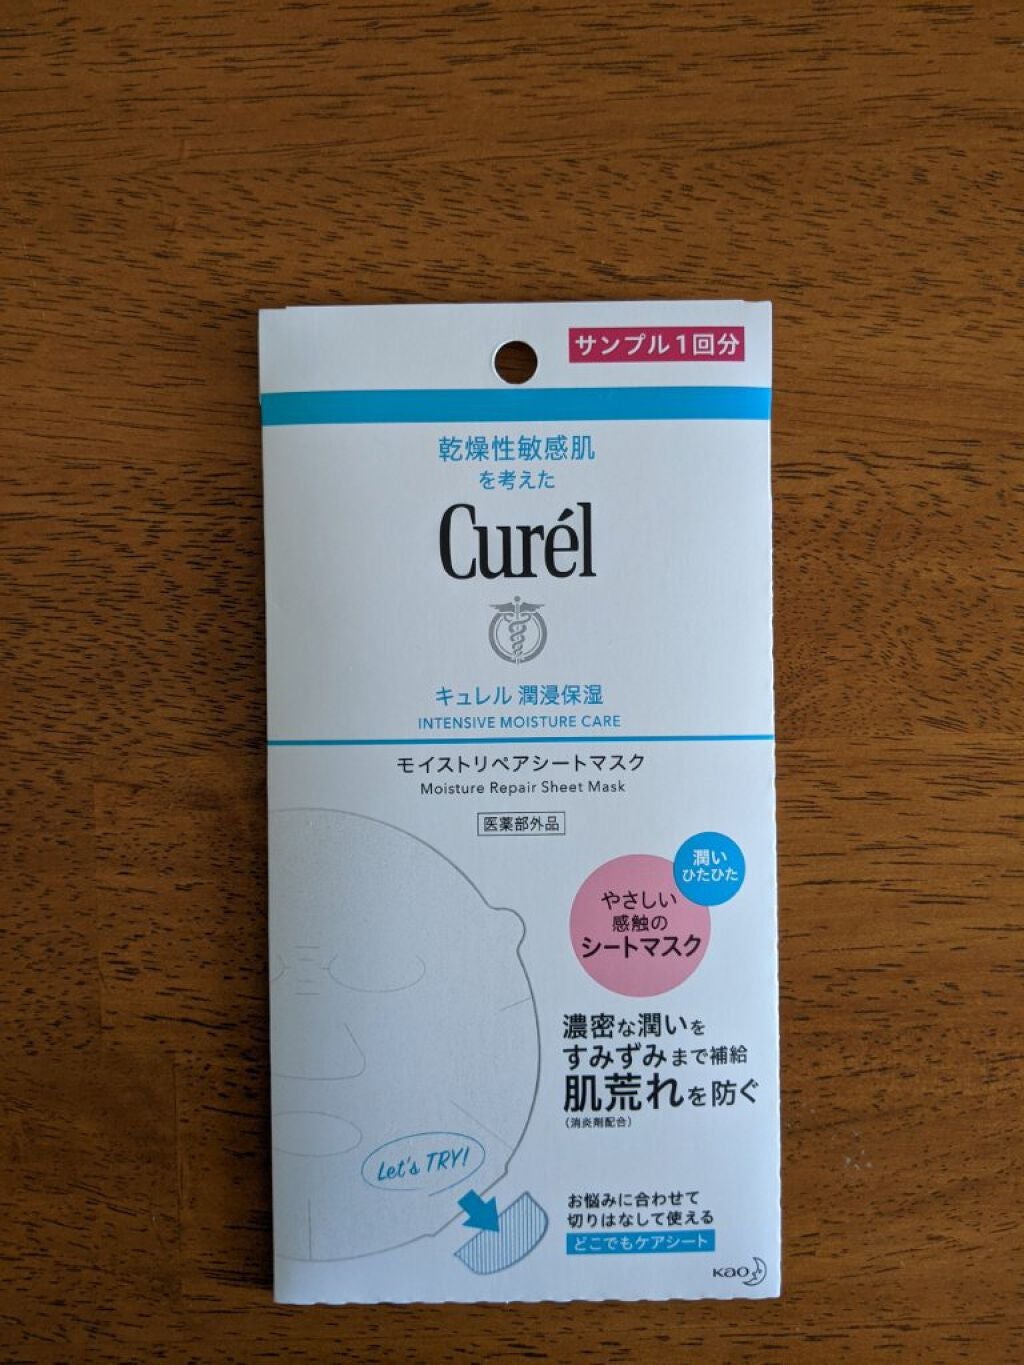 サンプル1回分
乾燥性敏感肌
を考えた
Curél
キュレル 潤浸保湿
INTENSIVE MOISTURE CARE
モイストリペアシートマスク
Moisture Repair Sheet Mask
医薬部外品
潤い
ひたひた
やさしい
感触の
シートマスク
濃密な潤いを
すみずみまで補給
肌荒れを防ぐ
(消炎剤配合)
Let's TRY!
お悩みに合わせて
切りはなして使える
どこでもケアシート
Kao